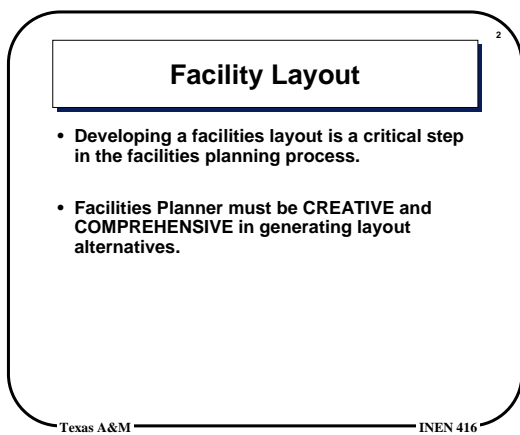 2
Facility Layout
• Developing a facilities layout is a critical step
in the facilities planning process.
• Facilities Planner must be CREATIVE and
COMPREHENSIVE in generating layout
alternatives.
Texas A&M INEN 416